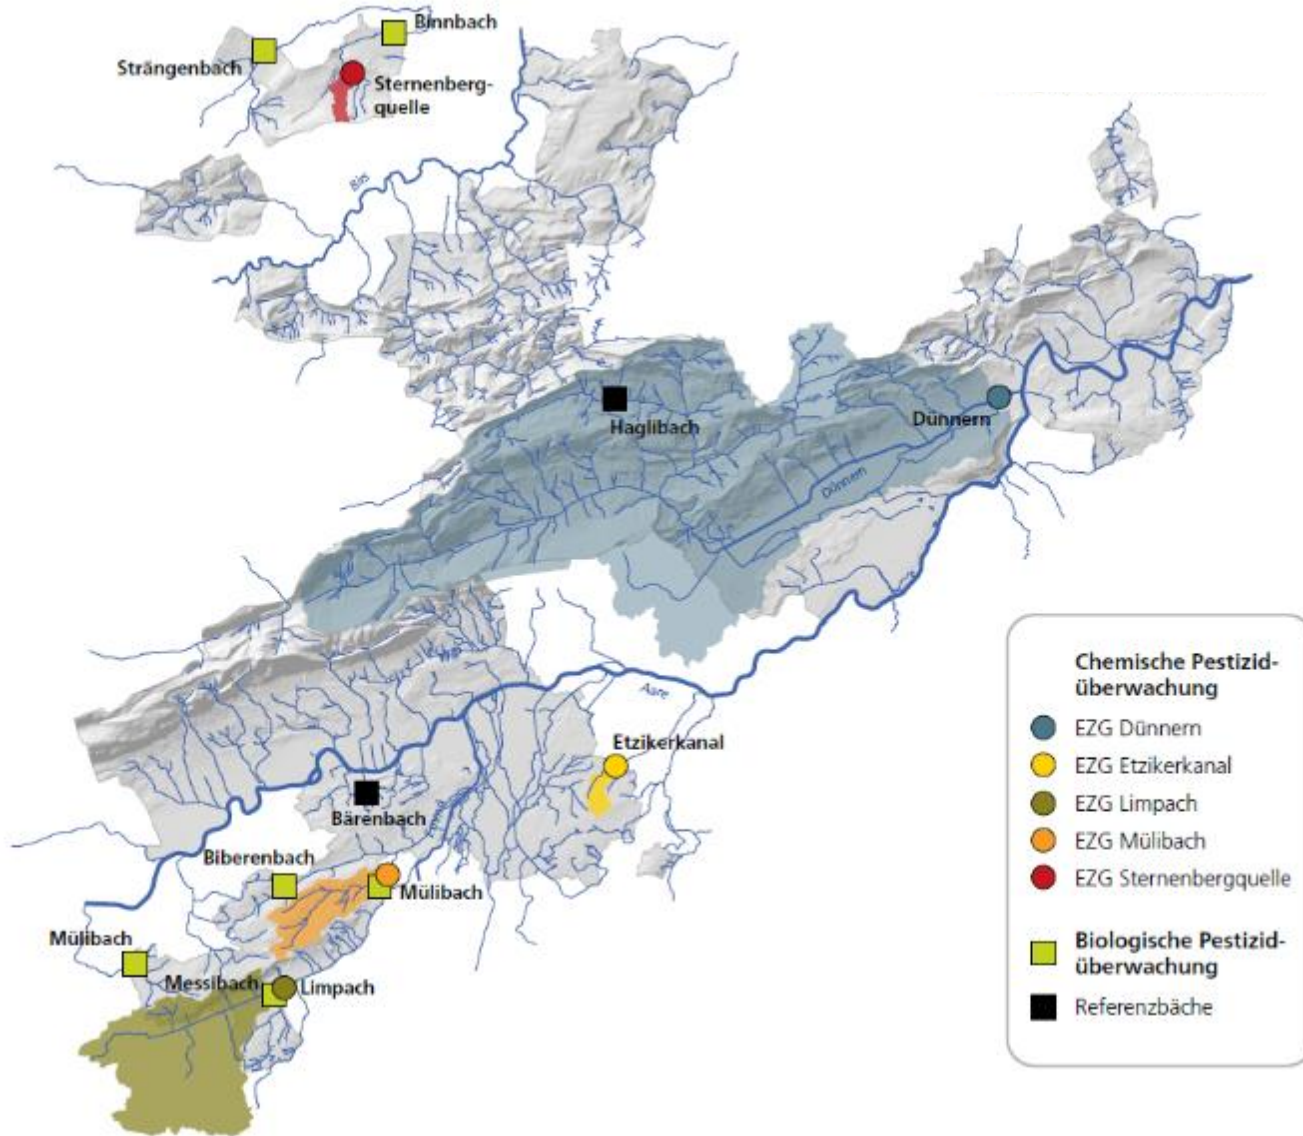 Binnbach
Strängenbach
Sternenberg-
quelle
Birs
Haglibach
Dünnern
Dünnern
Aare
Etzikerkanal
Bärenbach
Emme
Biberenbach
Mülibach
Mülibach
Messibach
Limpach
Chemische Pestizid-
überwachung
EZG Dünnern
EZG Etzikerkanal
EZG Limpach
EZG Mülibach
EZG Sternenbergquelle
Biologische Pestizid-
überwachung
Referenzbäche